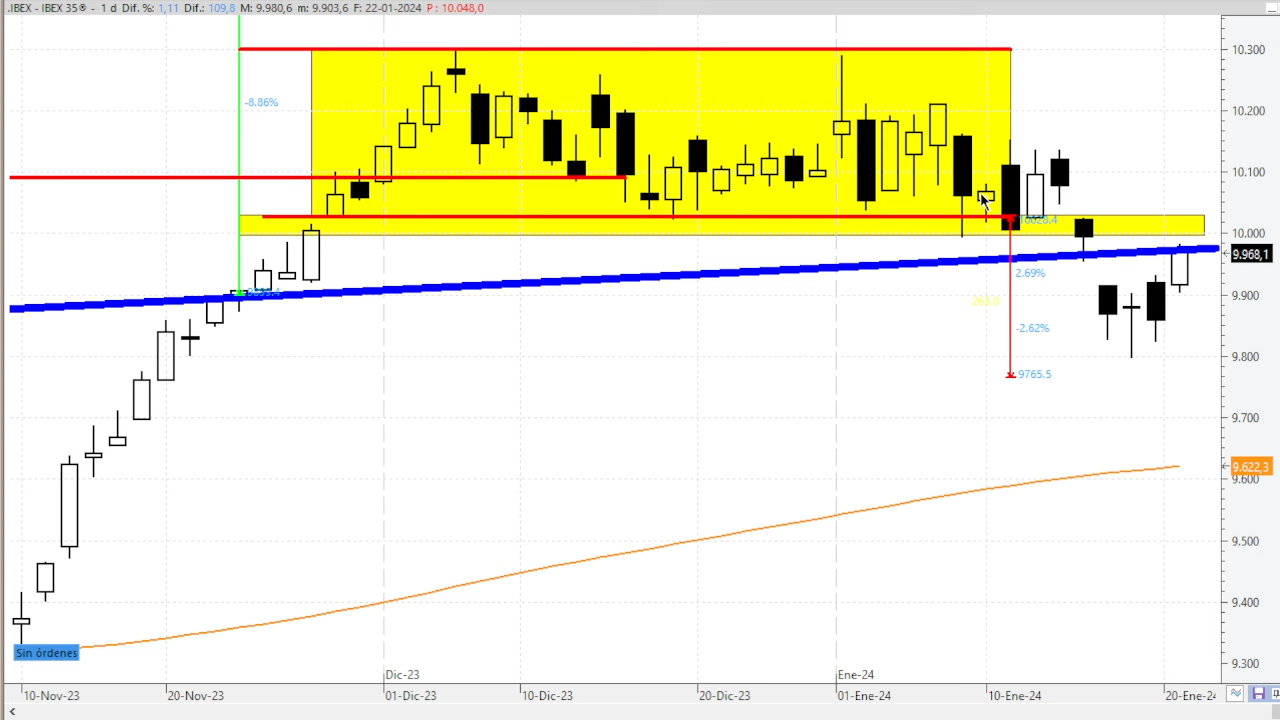 .IBEX - IBEX 35® - 1 d Dif. %: 1,11 Dif.: 109,8 M: 9.980,6 m: 9.903,6 F: 22-01-2024 P: 10.048,0
10.300
-8.86%
10.200
10.100
10028.4
10.000
9.968,1
2.69%
9.900
265.0
-2.62%
9.800
9765.5
9.700
9.622,3
9.600
9.500
9.400
Sin órdenes
9.300
Dic-23
Ene-24
10-Nov-23
20-Nov-23
01-Dic-23
10-Dic-23
20-Dic-23
01-Ene-24
10-Ene-24
20-Ene-24